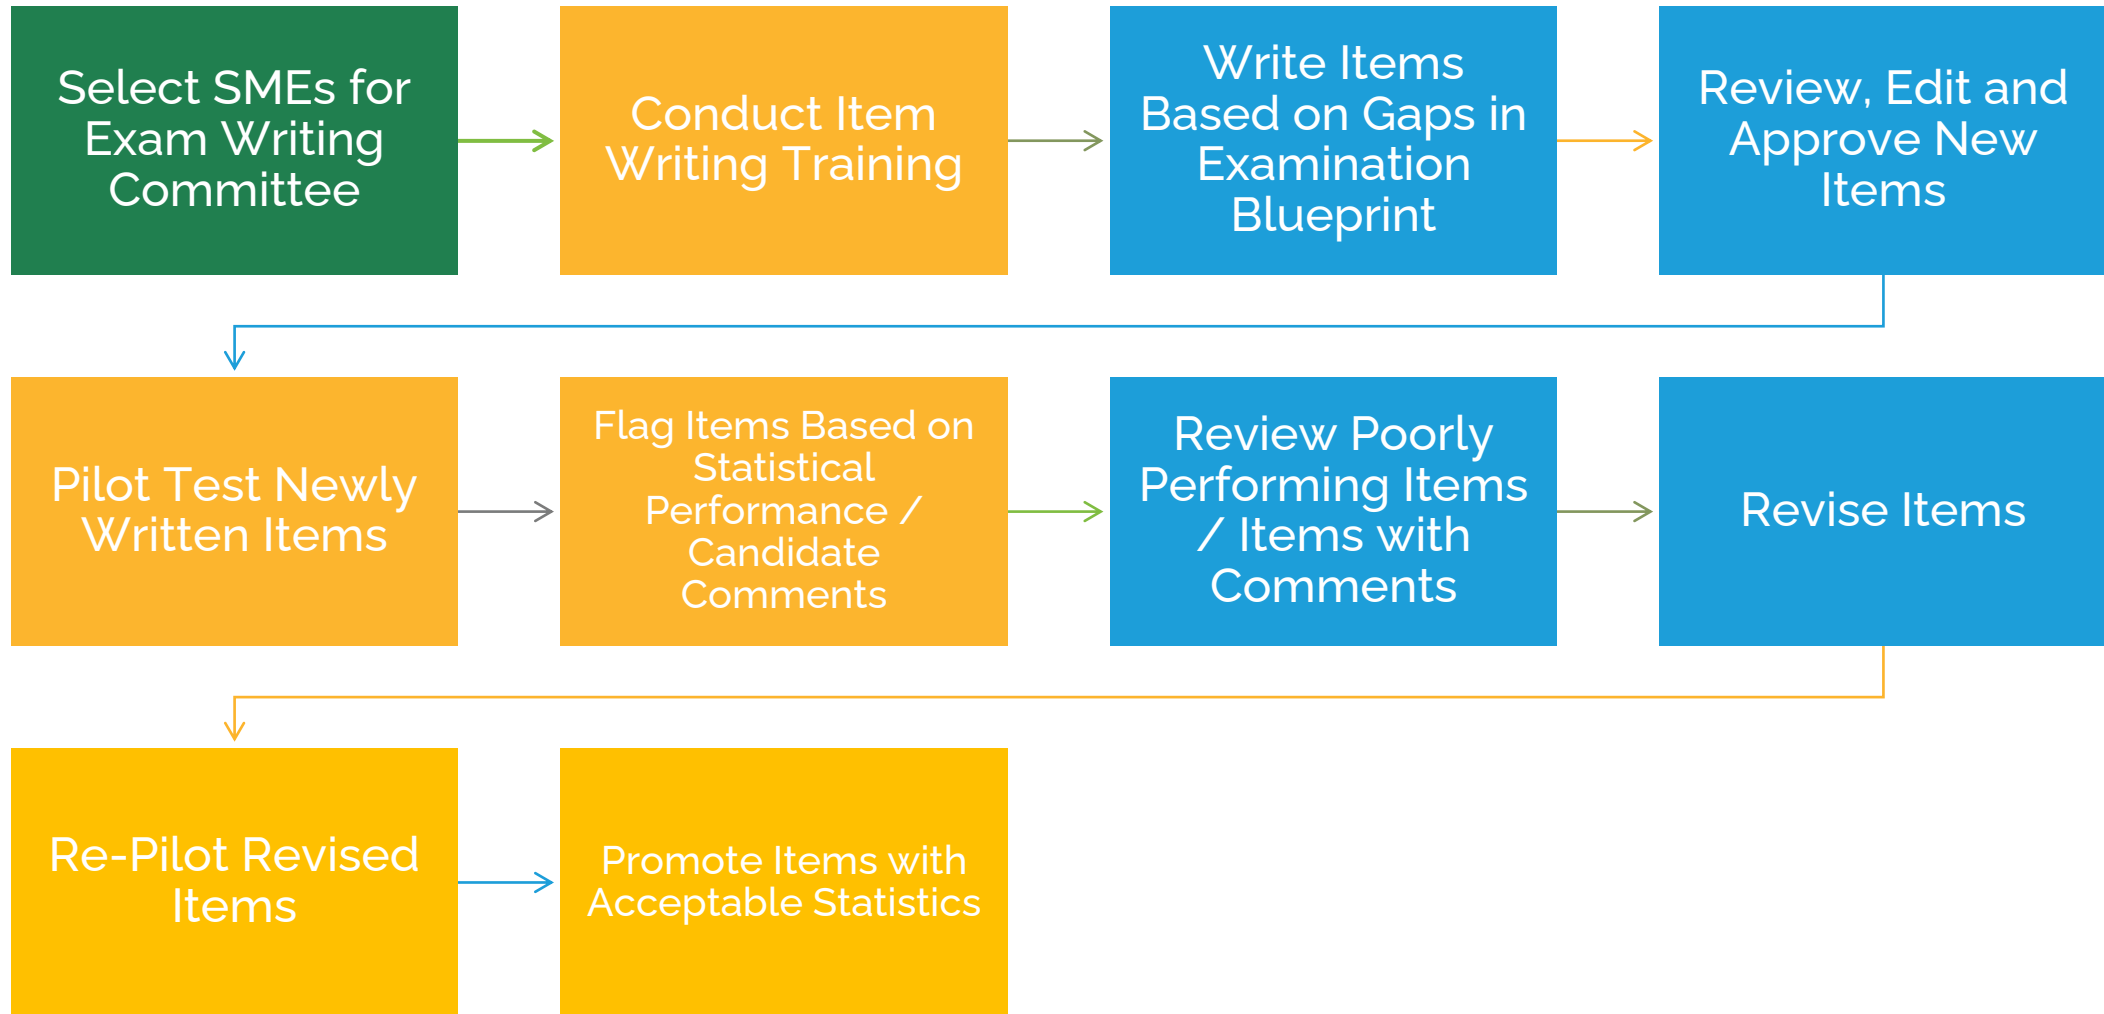 Select SMEs for
Exam Writing
Committee
Conduct Item
Writing Training
Write Items
Based on Gaps in
Examination
Blueprint
Review, Edit and
Approve New
Items
Pilot Test Newly
Written Items
Flag Items Based on
Statistical
Performance /
Candidate
Comments
Review Poorly
Performing Items
/ Items with
Comments
Revise Items
Re-Pilot Revised
Items
Promote Items with
Acceptable Statistics